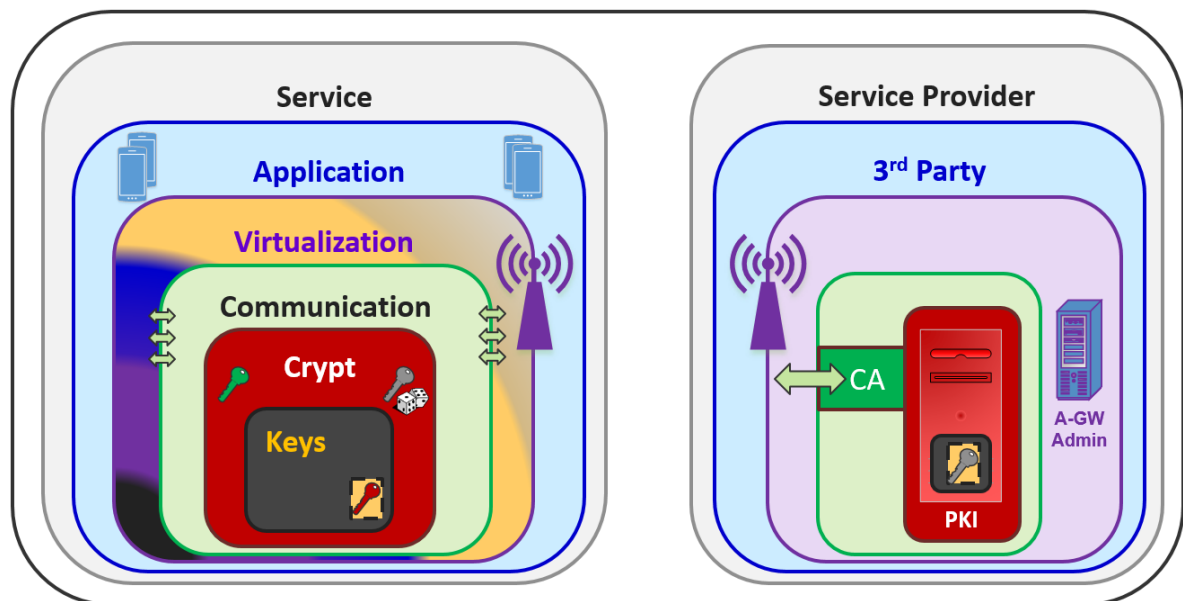 Service
Application
Virtualization
Communication
Crypt
Keys
Service Provider
3rd Party
CA
PKI
A-GW
Admin